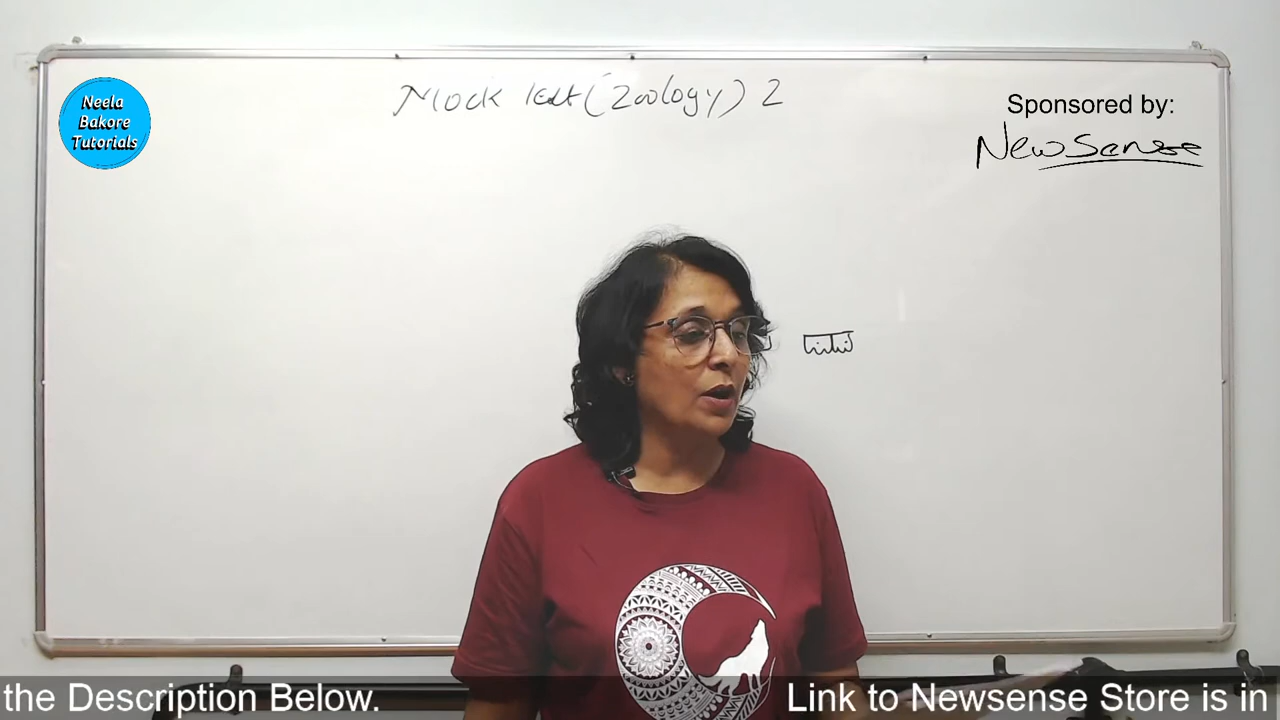 Neela
Bakore
Tutorials
Mock test (Zoology) 2
Sponsored by:
NewSense
the Description Below. Link to Newsense Store is in